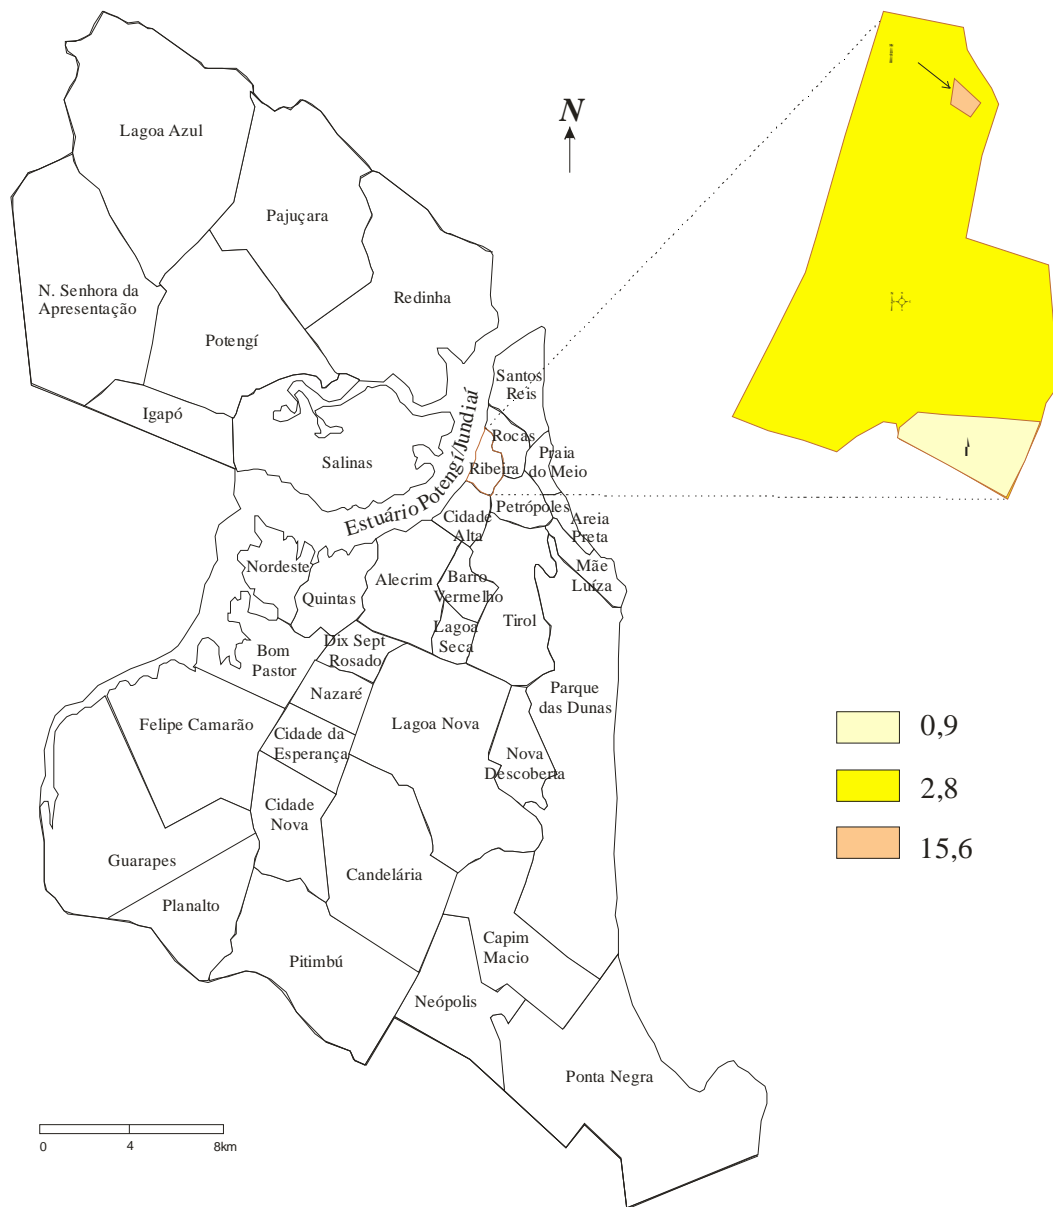 Lagoa Azul
N
Pajuçara
N. Senhora da
Apresentação
Redinha
Potengí
Santos
Reis
Igapó
Rocas
Salinas
Ribeira
Praia
do Meio
Estuário Potengí/Jundiaí
Petrópoles
Cidade
Alta
Areia
Preta
Nordeste
Alecrim
Barro
Vermelho
Mãe
Luíza
Quintas
Tirol
Lagoa
Seca
Dix Sept
Rosado
Bom
Pastor
Nazaré
Parque
das Dunas
Felipe Camarão
Lagoa Nova
Cidade da
Esperança
Nova
Descoberta
0,9
2,8
15,6
Cidade
Nova
Guarapes
Candelária
Planalto
Capim
Macio
Pitimbú
Neópolis
Ponta Negra
0 4 8km